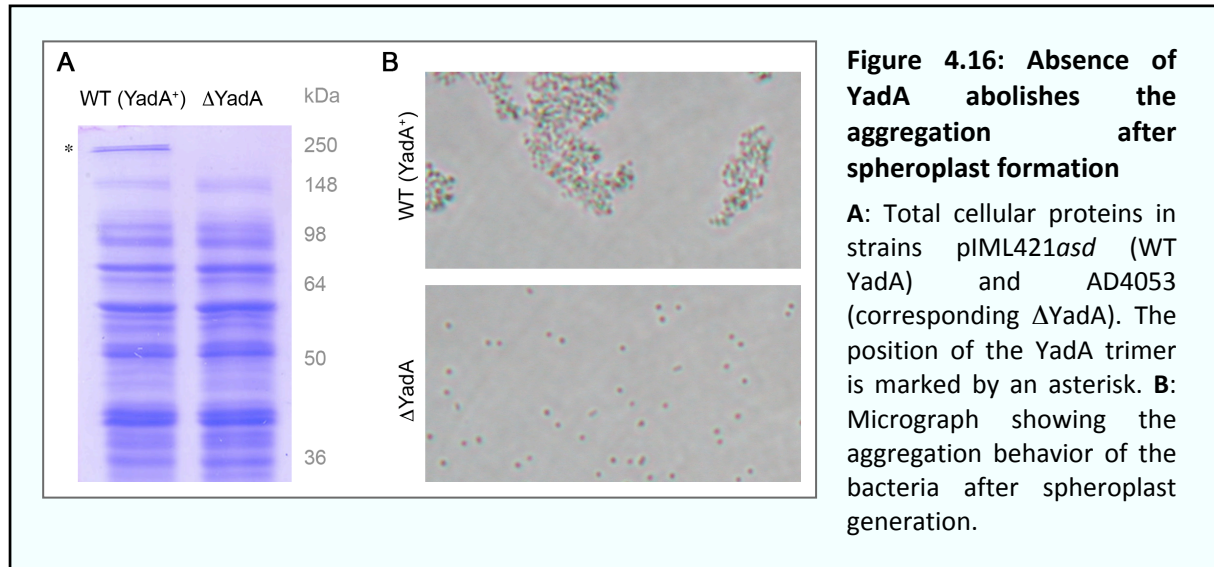 A
B
WT (YadA⁺) ΔYadA
kDa
*
250
148
98
64
50
36
WT (YadA⁺)
ΔYadA
Figure 4.16: Absence of
YadA abolishes the
aggregation after
spheroplast formation
A: Total cellular proteins in
strains pIML421asd (WT
YadA) and AD4053
(corresponding ΔYadA). The
position of the YadA trimer
is marked by an asterisk. B:
Micrograph showing the
aggregation behavior of the
bacteria after spheroplast
generation.